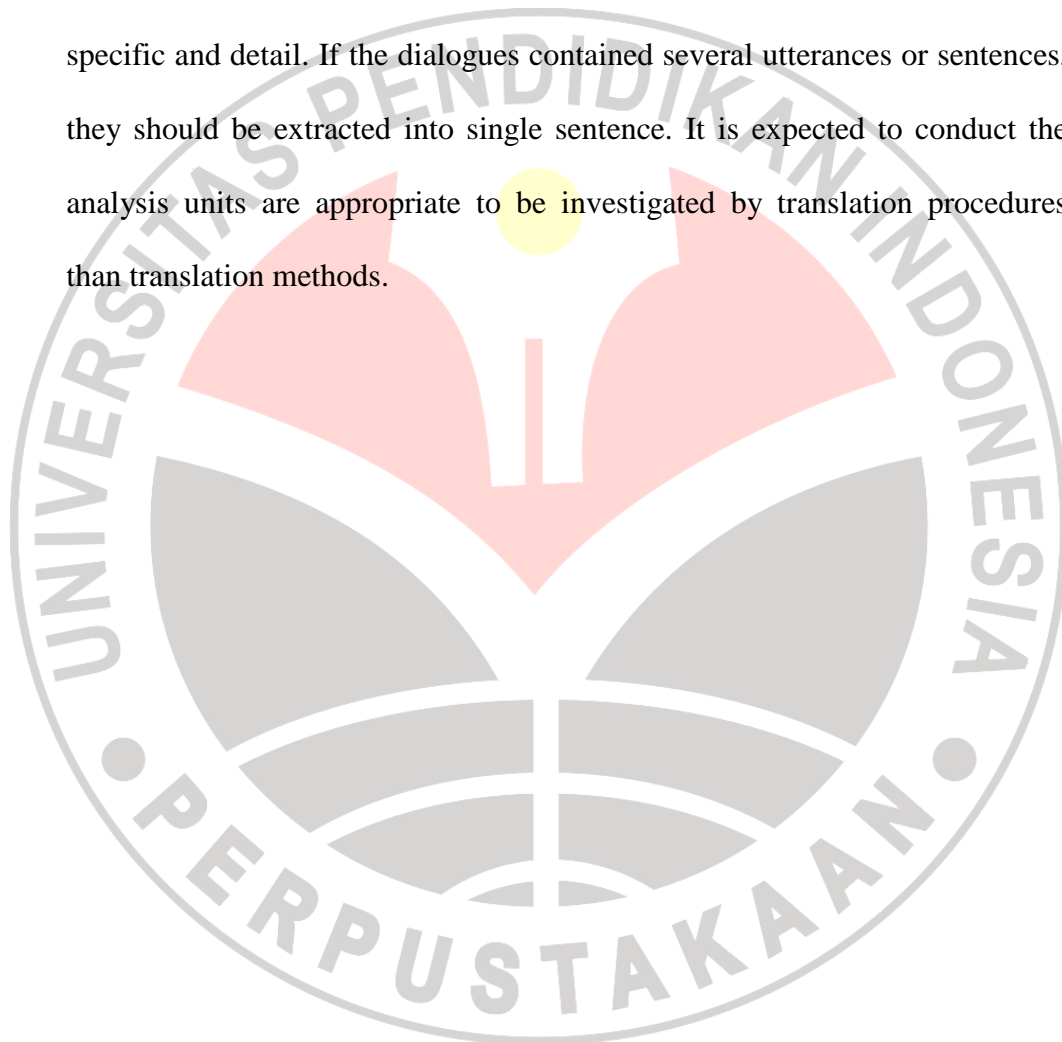 specific and detail. If the dialogues contained several utterances or sentences,
they should be extracted into single sentence. It is expected to conduct the
analysis units are appropriate to be investigated by translation procedures
than translation methods.
UNIVERSITAS PENDIDIKAN INDONESIA
PERPUSTAKAAN